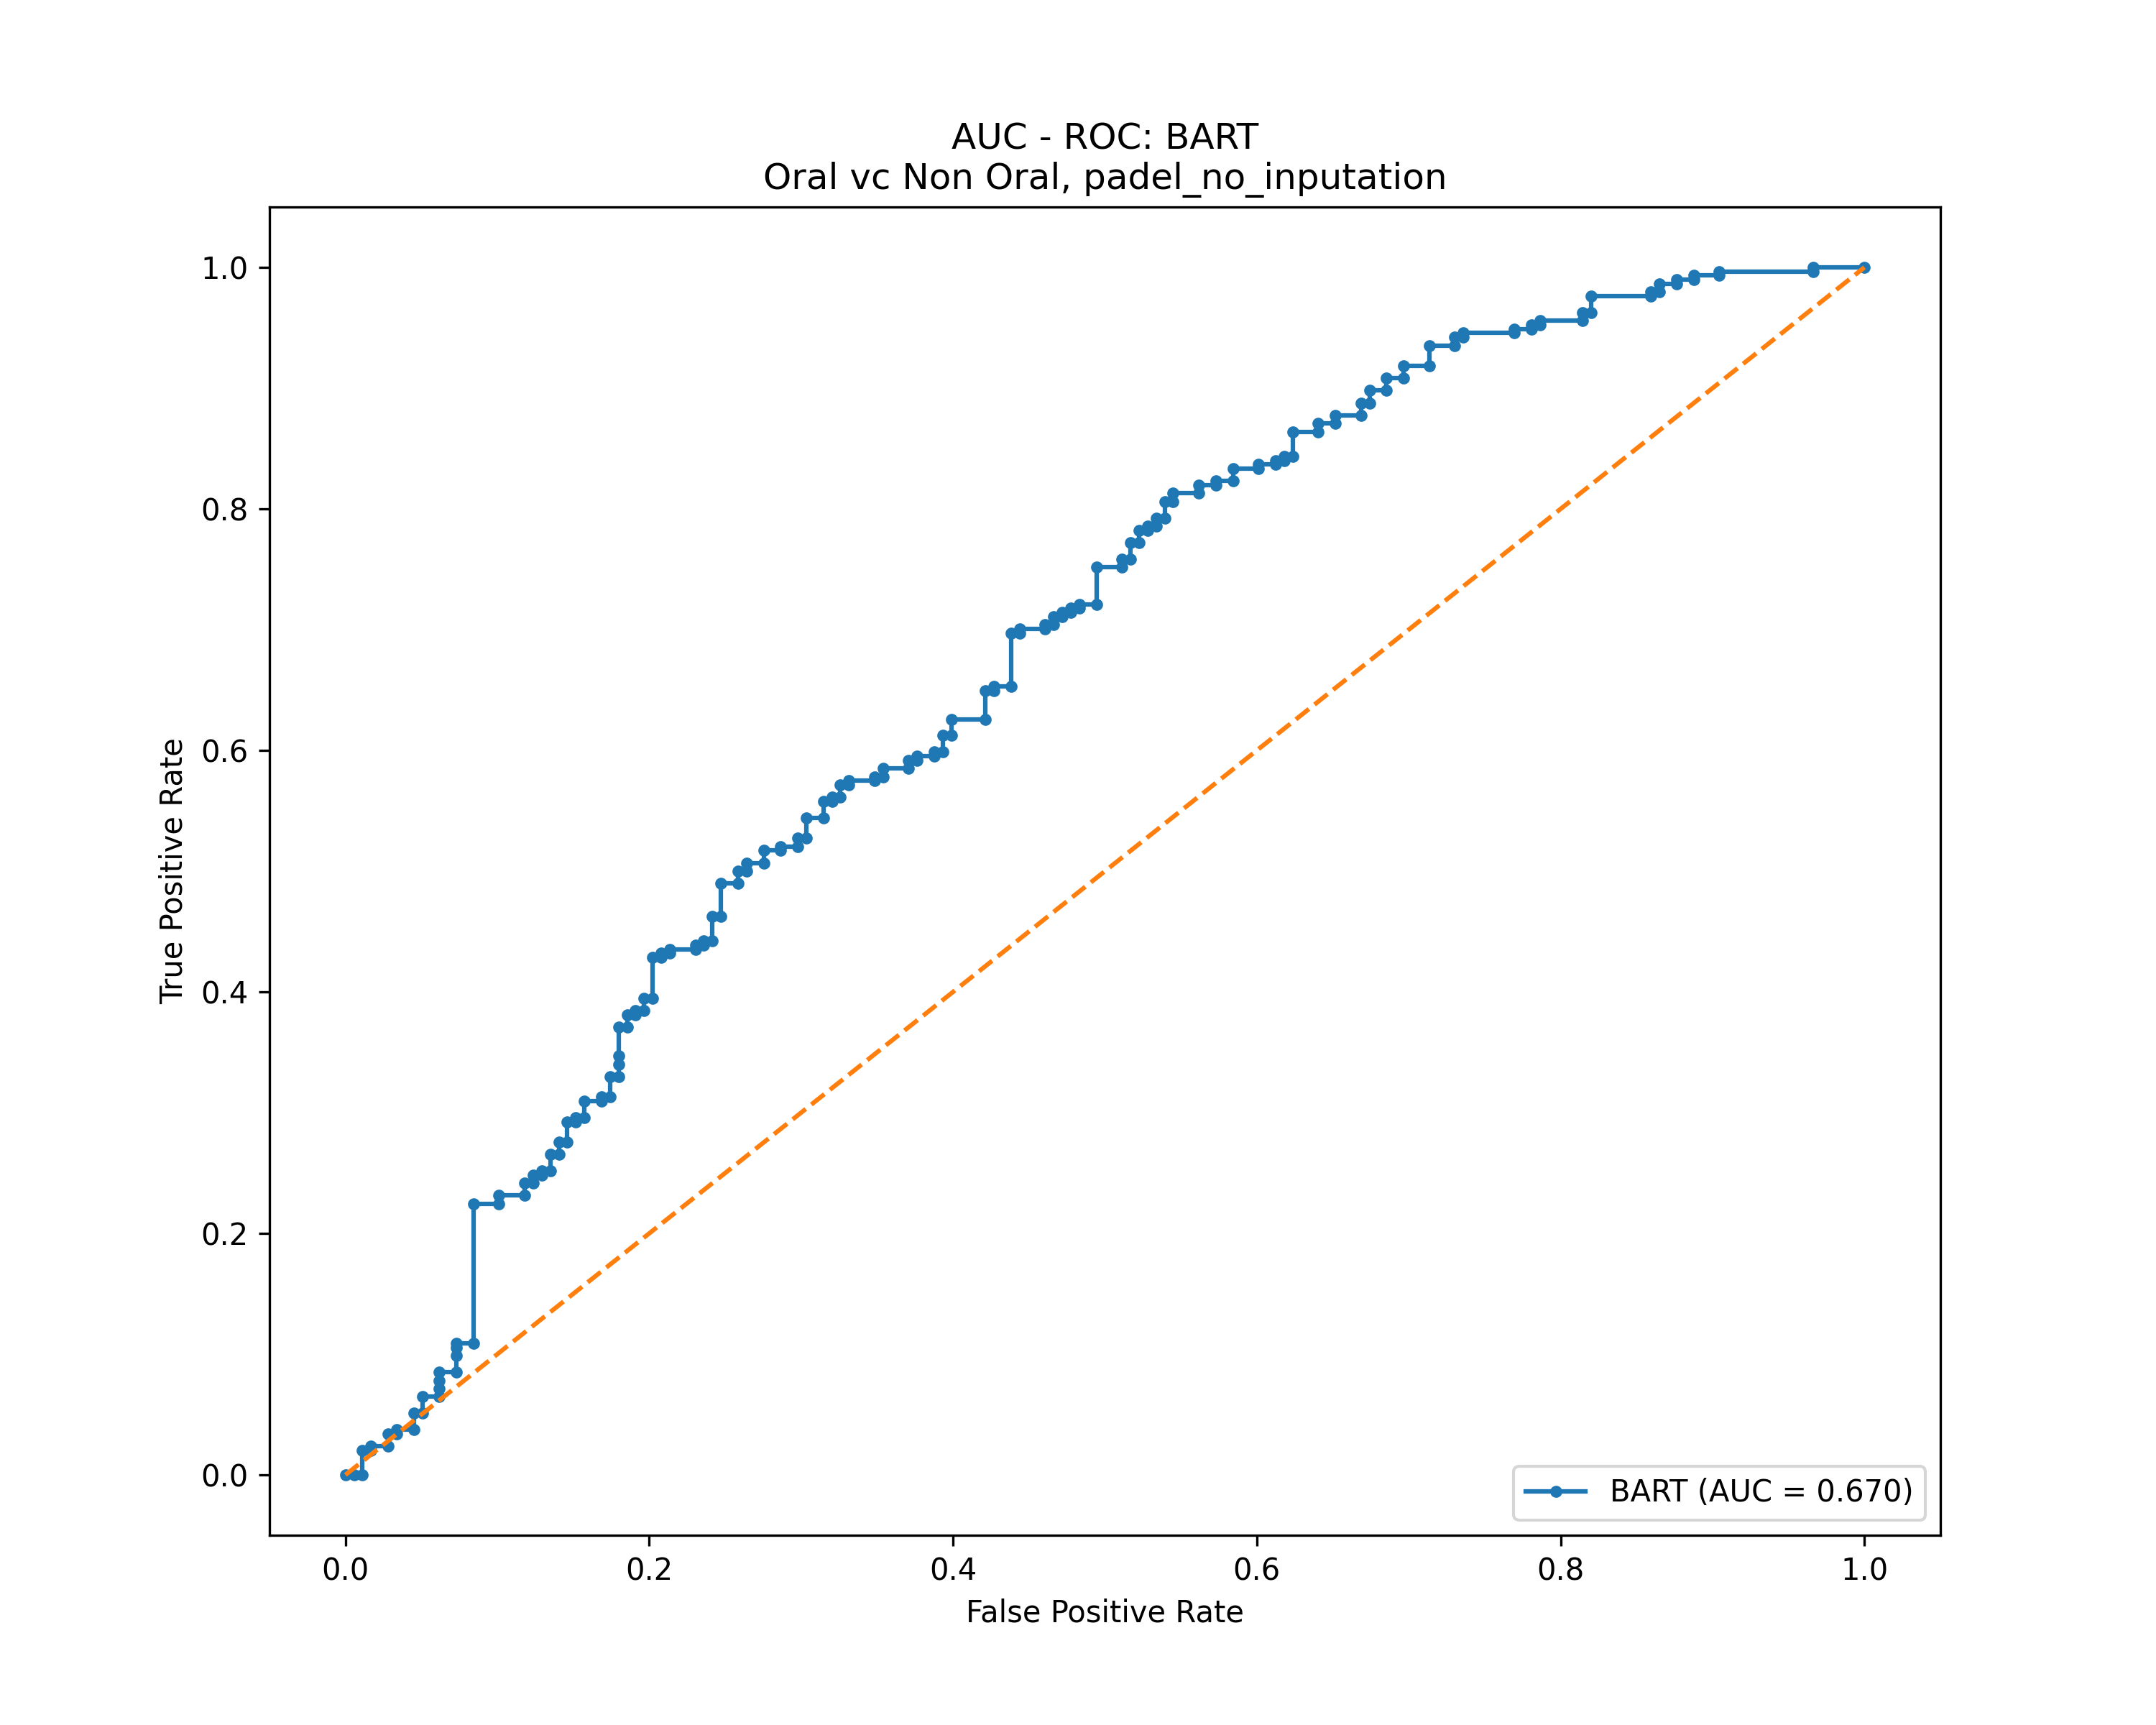 AUC - ROC: BART
Oral vc Non Oral, padel_no_inputation
True Positive Rate
1.0
0.8
0.6
0.4
0.2
0.0
BART (AUC = 0.670)
0.0 0.2 0.4 0.6 0.8 1.0
False Positive Rate